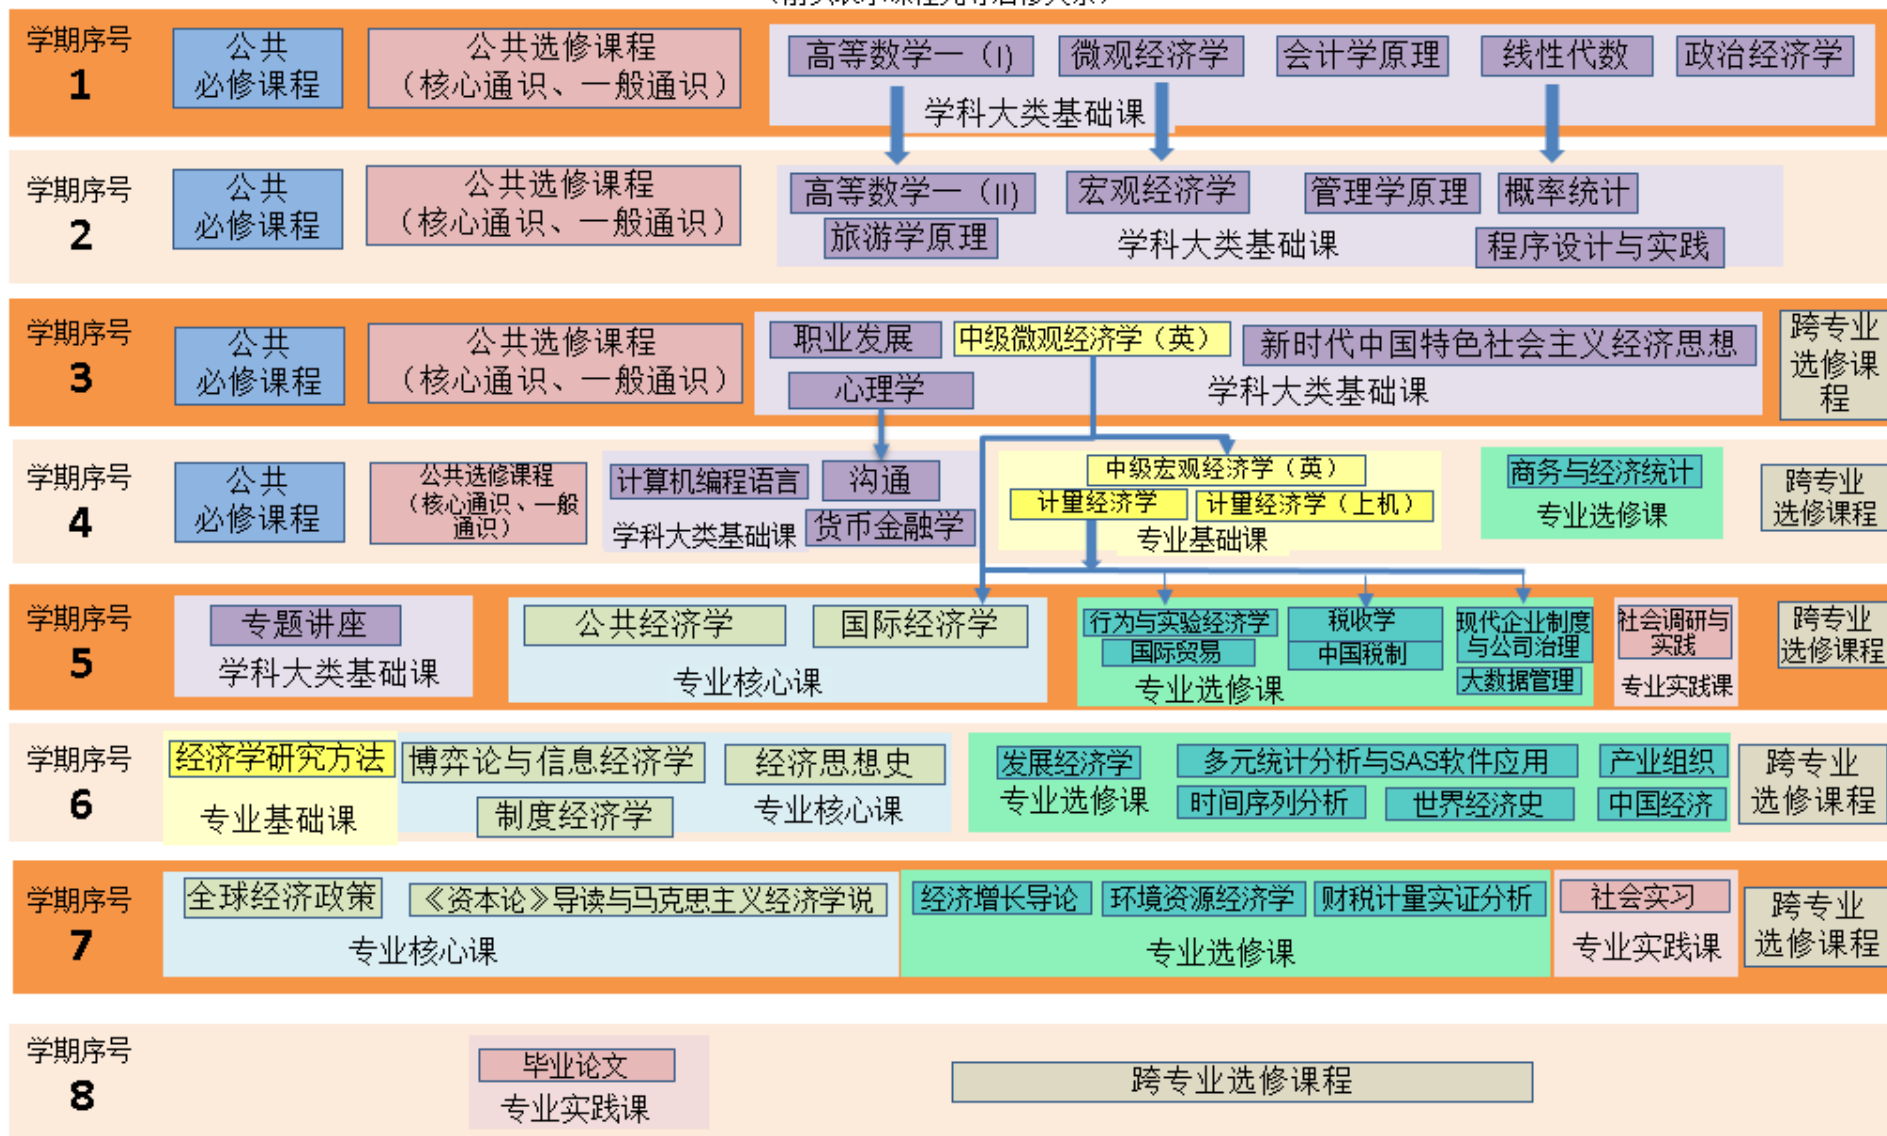 学期序号
1
公共
必修课程
公共选修课程
（核心通识、一般通识）
高等数学一（I）
微观经济学
会计学原理
线性代数
政治经济学
学科大类基础课
学期序号
2
公共
必修课程
公共选修课程
（核心通识、一般通识）
高等数学一（II）
宏观经济学
管理学原理
概率统计
旅游学原理
学科大类基础课
程序设计与实践
学期序号
3
公共
必修课程
公共选修课程
（核心通识、一般通识）
职业发展
中级微观经济学（英）
新时代中国特色社会主义经济思想
心理学
学科大类基础课
跨专业
选修课
程
学期序号
4
公共
必修课程
公共选修课程
（核心通识、一般
通识）
计算机编程语言
沟通
学科大类基础课
货币金融学
中级宏观经济学（英）
计量经济学
计量经济学（上机）
专业基础课
商务与经济统计
专业选修课
跨专业
选修课程
学期序号
5
专题讲座
学科大类基础课
公共经济学
国际经济学
专业核心课
行为与实验经济学
国际贸易
税收学
中国税制
现代企业制度
与公司治理
大数据管理
专业选修课
社会调研与
实践
专业实践课
跨专业
选修课程
学期序号
6
经济学研究方法
专业基础课
博弈论与信息经济学
经济思想史
制度经济学
专业核心课
发展经济学
多元统计分析与SAS软件应用
产业组织
专业选修课
时间序列分析
世界经济史
中国经济
跨专业
选修课程
学期序号
7
全球经济政策
《资本论》导读与马克思主义经济学说
专业核心课
经济增长导论
环境资源经济学
财税计量实证分析
专业选修课
社会实习
专业实践课
跨专业
选修课程
学期序号
8
毕业论文
专业实践课
跨专业选修课程